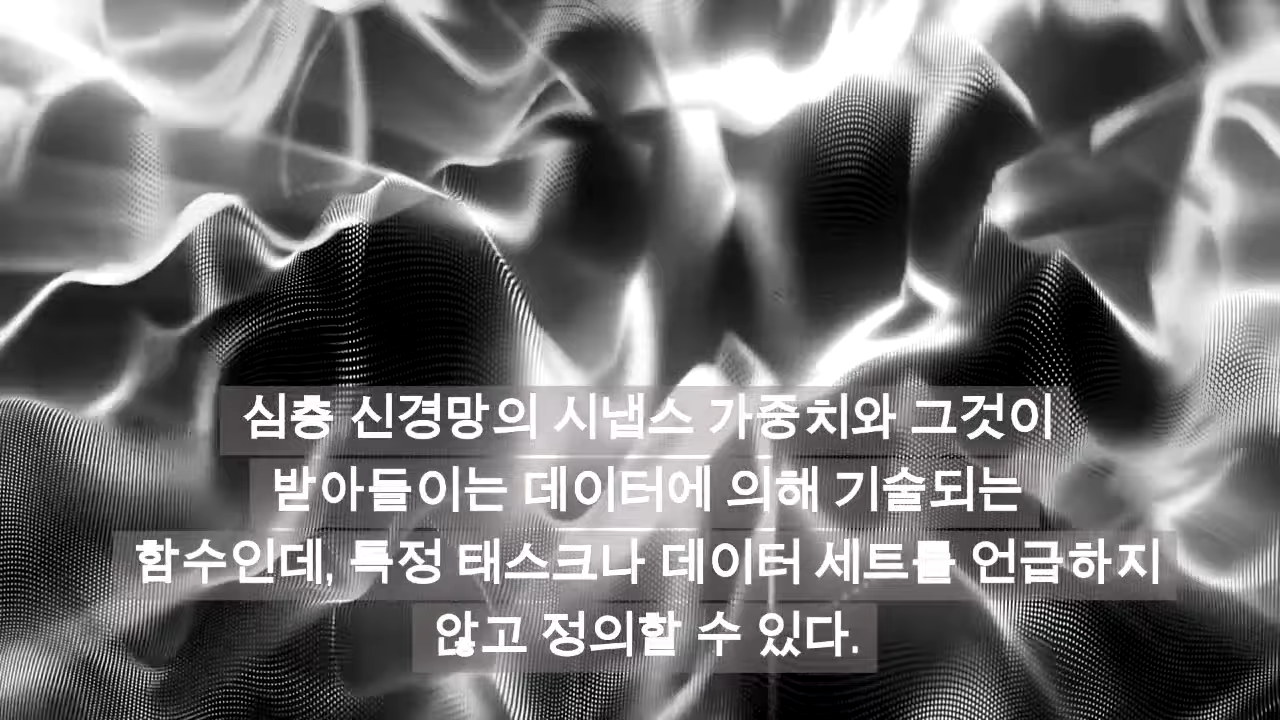 심층 신경망의 시냅스 가중치와 그것이
받아들이는 데이터에 의해 기술되는
함수인데, 특정 태스크나 데이터 세트를 언급하지
않고 정의할 수 있다.